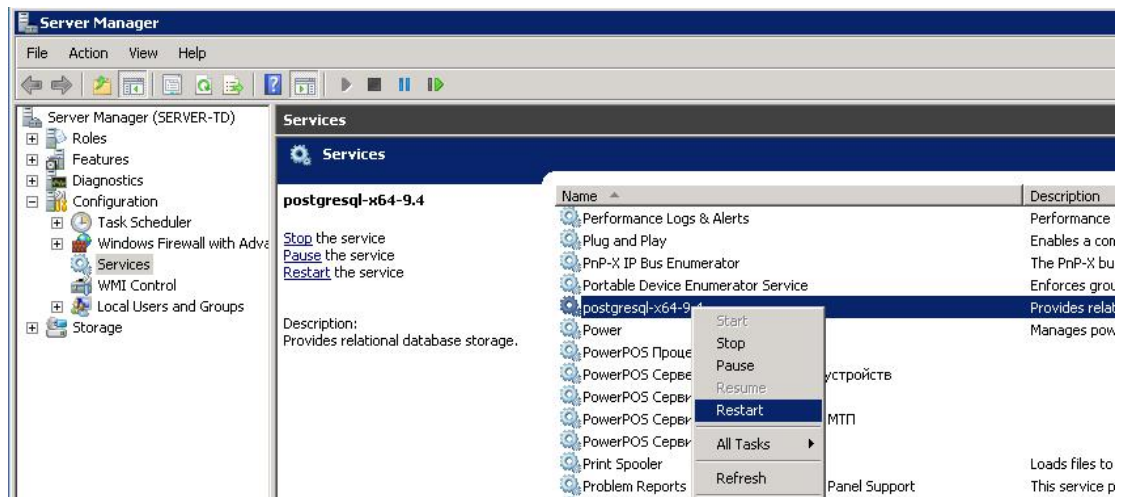 Server Manager
File Action View Help
Server Manager (SERVER-TD)
Roles
Features
Diagnostics
Configuration
Task Scheduler
Windows Firewall with Adva
Services
WMI Control
Local Users and Groups
Storage
Services
Services
postgresql-x64-9.4
Stop the service
Pause the service
Restart the service
Description:
Provides relational database storage.
Name Description
Performance Logs & Alerts Performance
Plug and Play Enables a con
PnP-X IP Bus Enumerator The PnP-X bu
Portable Device Enumerator Service Enforces grou
postgresql-x64-9.4 Provides relat
Power Manages pow
PowerPOS Проце
PowerPOS Серве устройств
PowerPOS Серви
PowerPOS Серви МТП
PowerPOS Серви
Print Spooler Loads files to
Problem Reports Panel Support This service p
Start
Stop
Pause
Resume
Restart
All Tasks
Refresh